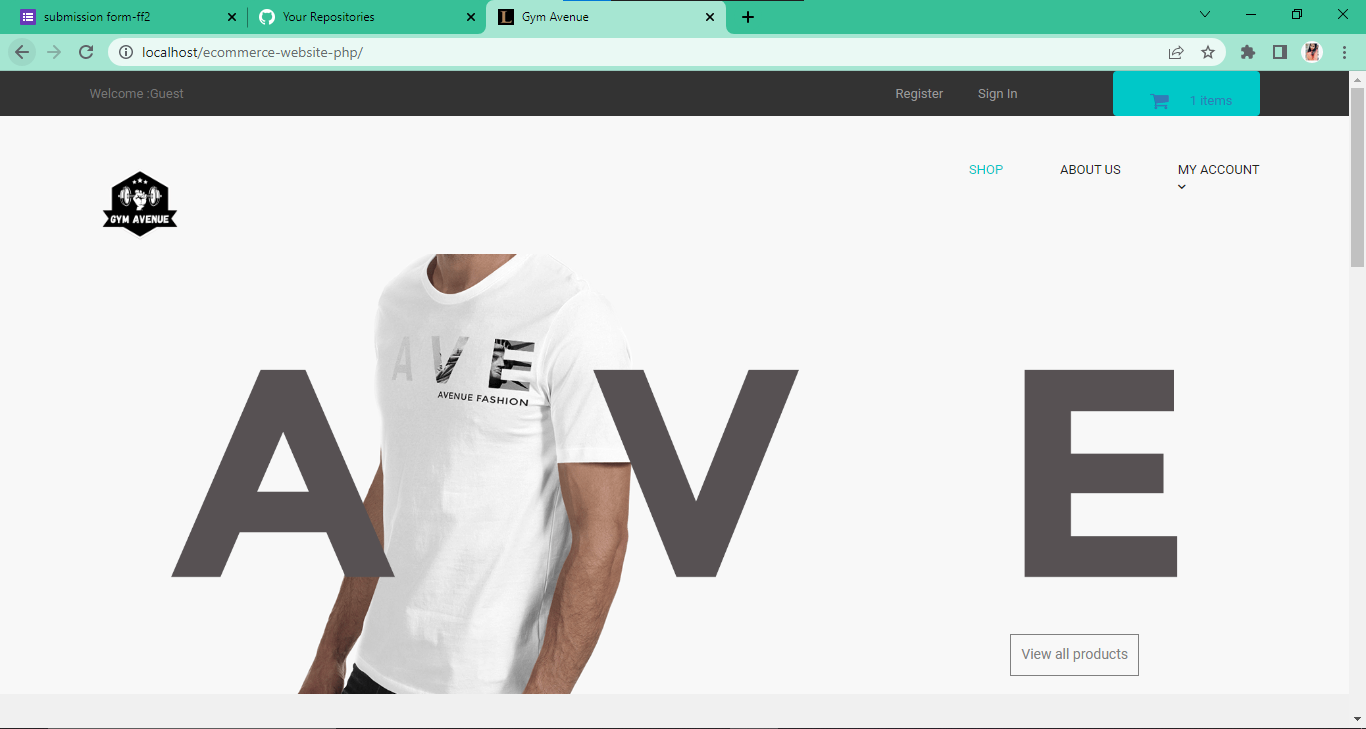 submission form-ff2
Your Repositories
L Gym Avenue
localhost/ecommerce-website-php/
Welcome :Guest
Register
Sign In
1 items
GYM AVENUE
SHOP
ABOUT US
MY ACCOUNT
AVE
AVENUE FASHION
A V E
View all products